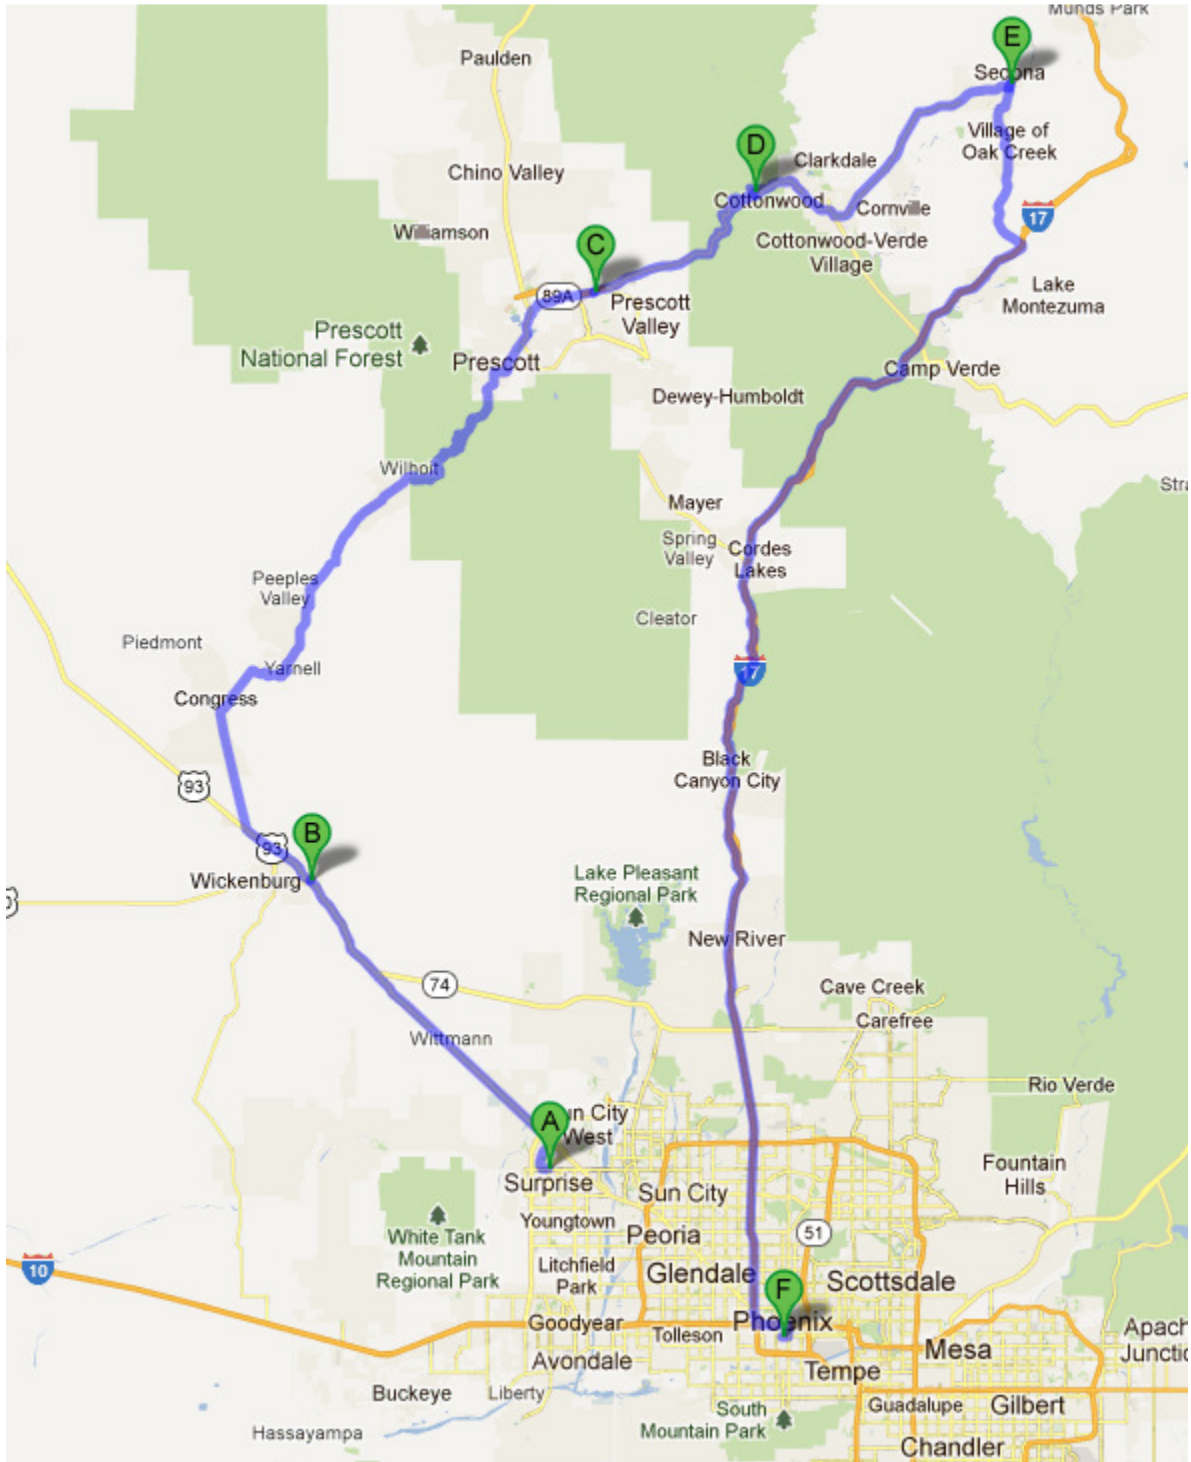 Munds Park
E
Paulden
Sedona
Village of
Oak Creek
D
Clarkdale
Chino Valley
Cottonwood
Cornville
17
Williamson
C
Cottonwood-Verde
Village
89A
Prescott
Valley
Lake
Montezuma
Prescott
National Forest
Prescott
Camp Verde
Dewey-Humboldt
Wilhoit
Mayer
Stra
Spring
Valley
Cordes
Lakes
Peeples
Valley
Cleator
Piedmont
Yarnell
17
Congress
Black
Canyon City
93
B
93
Wickenburg
Lake Pleasant
Regional Park
New River
74
Cave Creek
Carefree
Wittmann
Rio Verde
A
un City
West
Surprise
Fountain
Hills
Sun City
Youngtown
White Tank
Mountain
Regional Park
Peoria
51
10
Litchfield
Park
Glendale
Scottsdale
F
Goodyear
Tolleson
Phoenix
Apach
Junctio
Avondale
Mesa
Tempe
Buckeye
Liberty
South
Mountain Park
Guadalupe
Gilbert
Hassayampa
Chandler